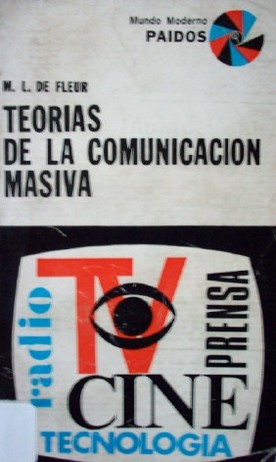 Mundo Moderno
PAIDOS
M. L. DE FLEUR
TEORIAS
DE LA COMUNICACION
MASIVA
radio
TV
PRENSA
CINE
TECNOLOGIA